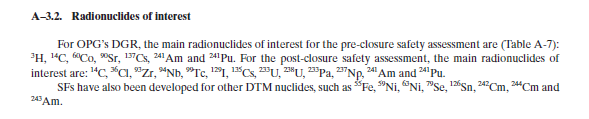 A–3.2. Radionuclides of interest
For OPG's DGR, the main radionuclides of interest for the pre-closure safety assessment are (Table A-7):
³H, ¹⁴C, ⁶⁰Co, ⁹⁰Sr, ¹³⁷Cs, ²⁴¹Am and ²⁴¹Pu. For the post-closure safety assessment, the main radionuclides of
interest are: ¹⁴C, ³⁶Cl, ⁹³Zr, ⁹⁴Nb, ⁹⁹Tc, ¹²⁹I, ¹³⁵Cs, ²³³U, ²³⁸U, ²³³Pa, ²³⁷Np, ²⁴¹Am and ²⁴¹Pu.
SFs have also been developed for other DTM nuclides, such as ⁵⁵Fe, ⁵⁹Ni, ⁶³Ni, ⁷⁹Se, ¹²⁶Sn, ²⁴²Cm, ²⁴⁴Cm and
²⁴³Am.